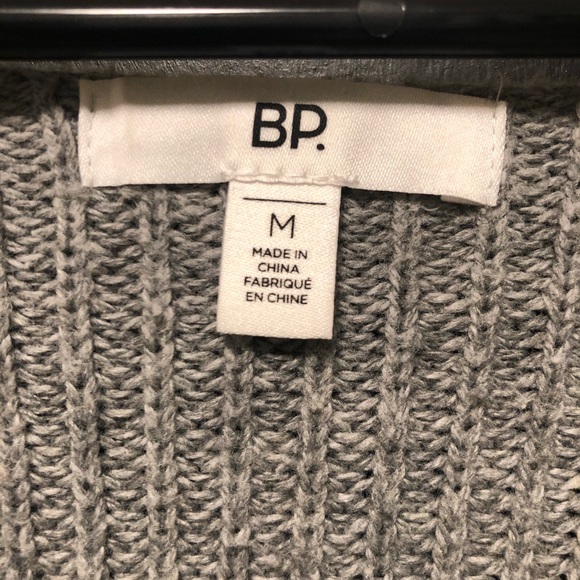 BP.
M
MADE IN
CHINA
FABRIQUÉ
EN CHINE